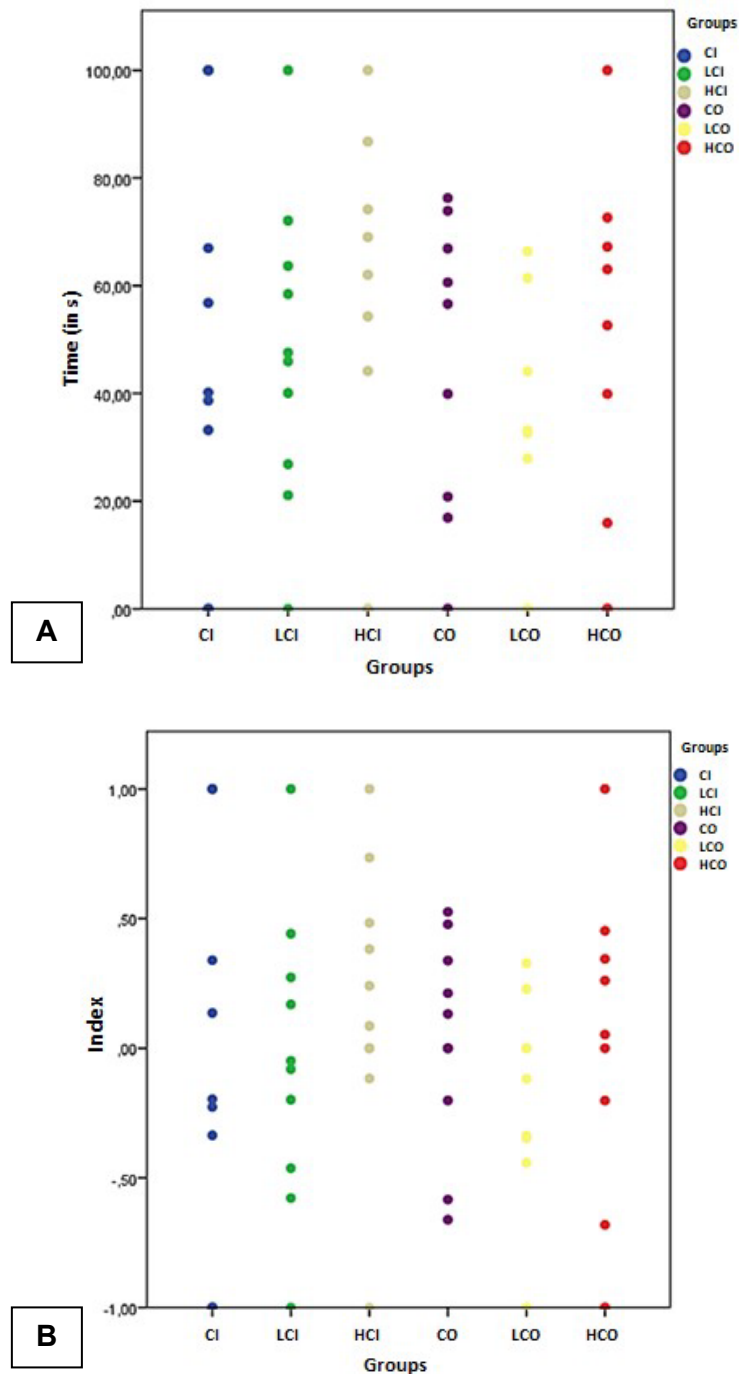 Groups
CI
LCI
HCI
CO
LCO
HCO
100,00
80,00
60,00
40,00
20,00
,00
Time (in s)
CI LCI HCI CO LCO HCO
Groups
A
Groups
CI
LCI
HCI
CO
LCO
HCO
1,00
,50
,00
-,50
-1,00
Index
CI LCI HCI CO LCO HCO
Groups
B